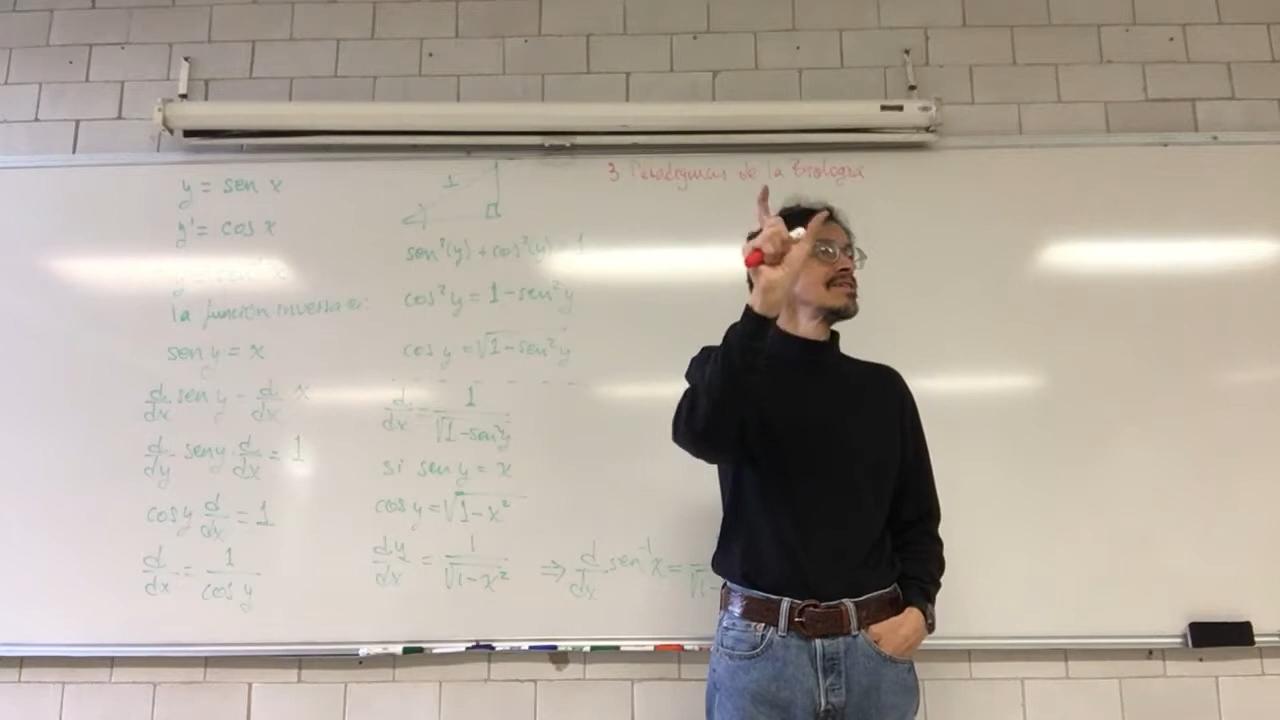 y = sen x
y' = cos x
y = sen⁻¹ x
la función inversa es:
sen y = x
d/dx sen y = d/dx x
d/dy sen y · d/dx = 1
cos y d/dx = 1
d/dx = 1/cos y
1
sen²(y) + cos²(y) = 1
cos² y = 1 - sen² y
cos y = √1 - sen² y
d/dx = 1/√1 - sen² y
si sen y = x
cos y = √1 - x²
dy/dx = 1/√1 - x² ⇒ d/dx sen⁻¹ x =
3 Paradigmas de la Biología